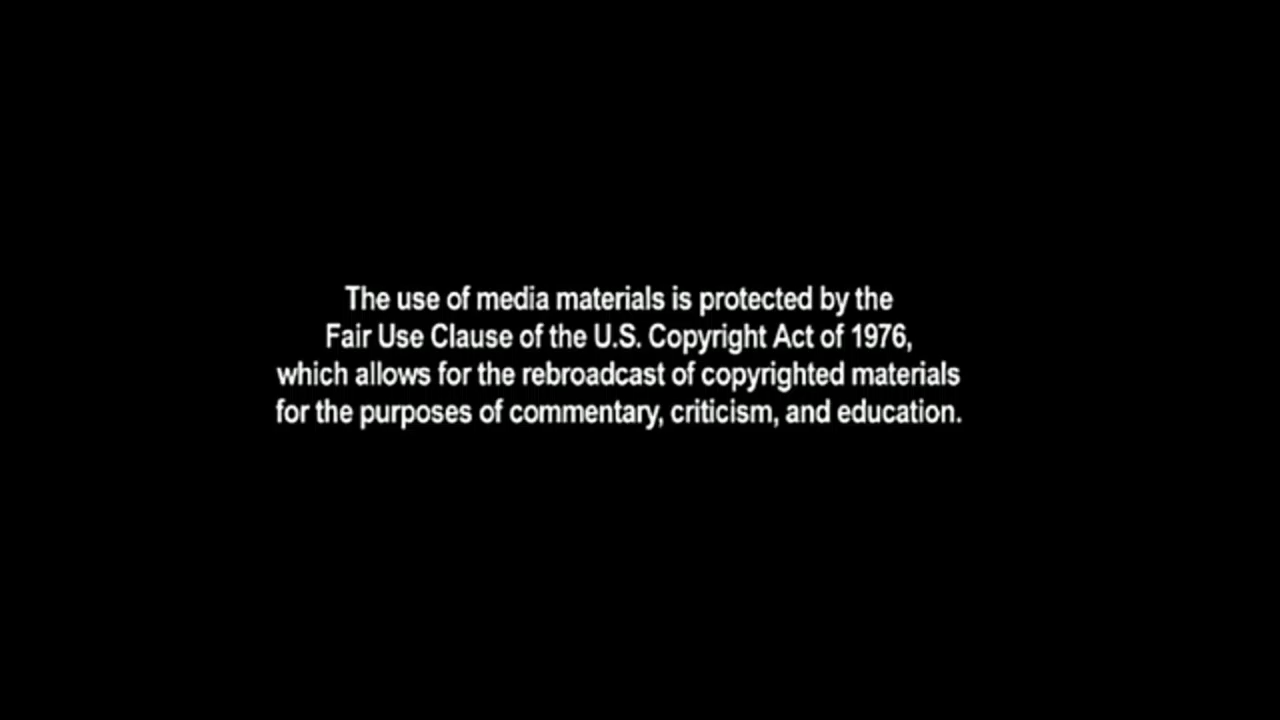 The use of media materials is protected by the
Fair Use Clause of the U.S. Copyright Act of 1976,
which allows for the rebroadcast of copyrighted materials
for the purposes of commentary, criticism, and education.